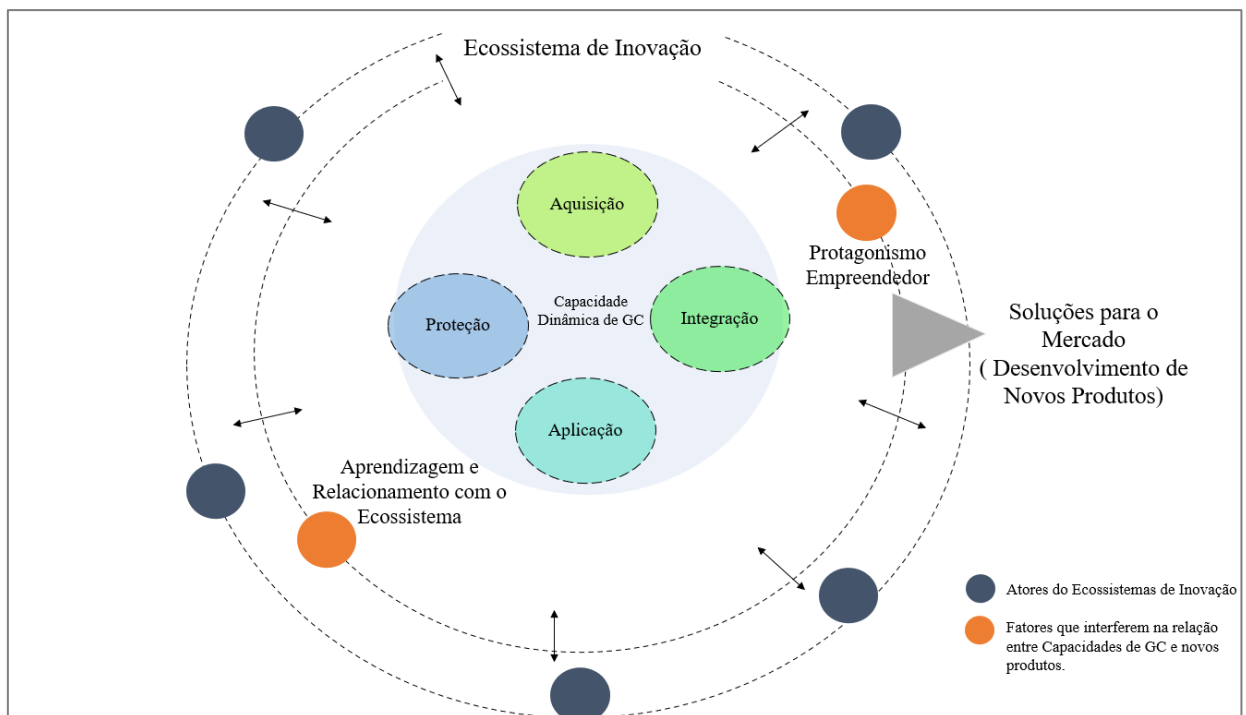 Ecossistema de Inovação
Aquisição
Protagonismo
Empreendedor
Capacidade
Dinâmica de GC
Proteção
Integração
Soluções para o
Mercado
( Desenvolvimento de
Novos Produtos)
Aplicação
Aprendizagem e
Relacionamento com o
Ecossistema
Atores do Ecossistemas de Inovação
Fatores que interferem na relação
entre Capacidades de GC e novos
produtos.